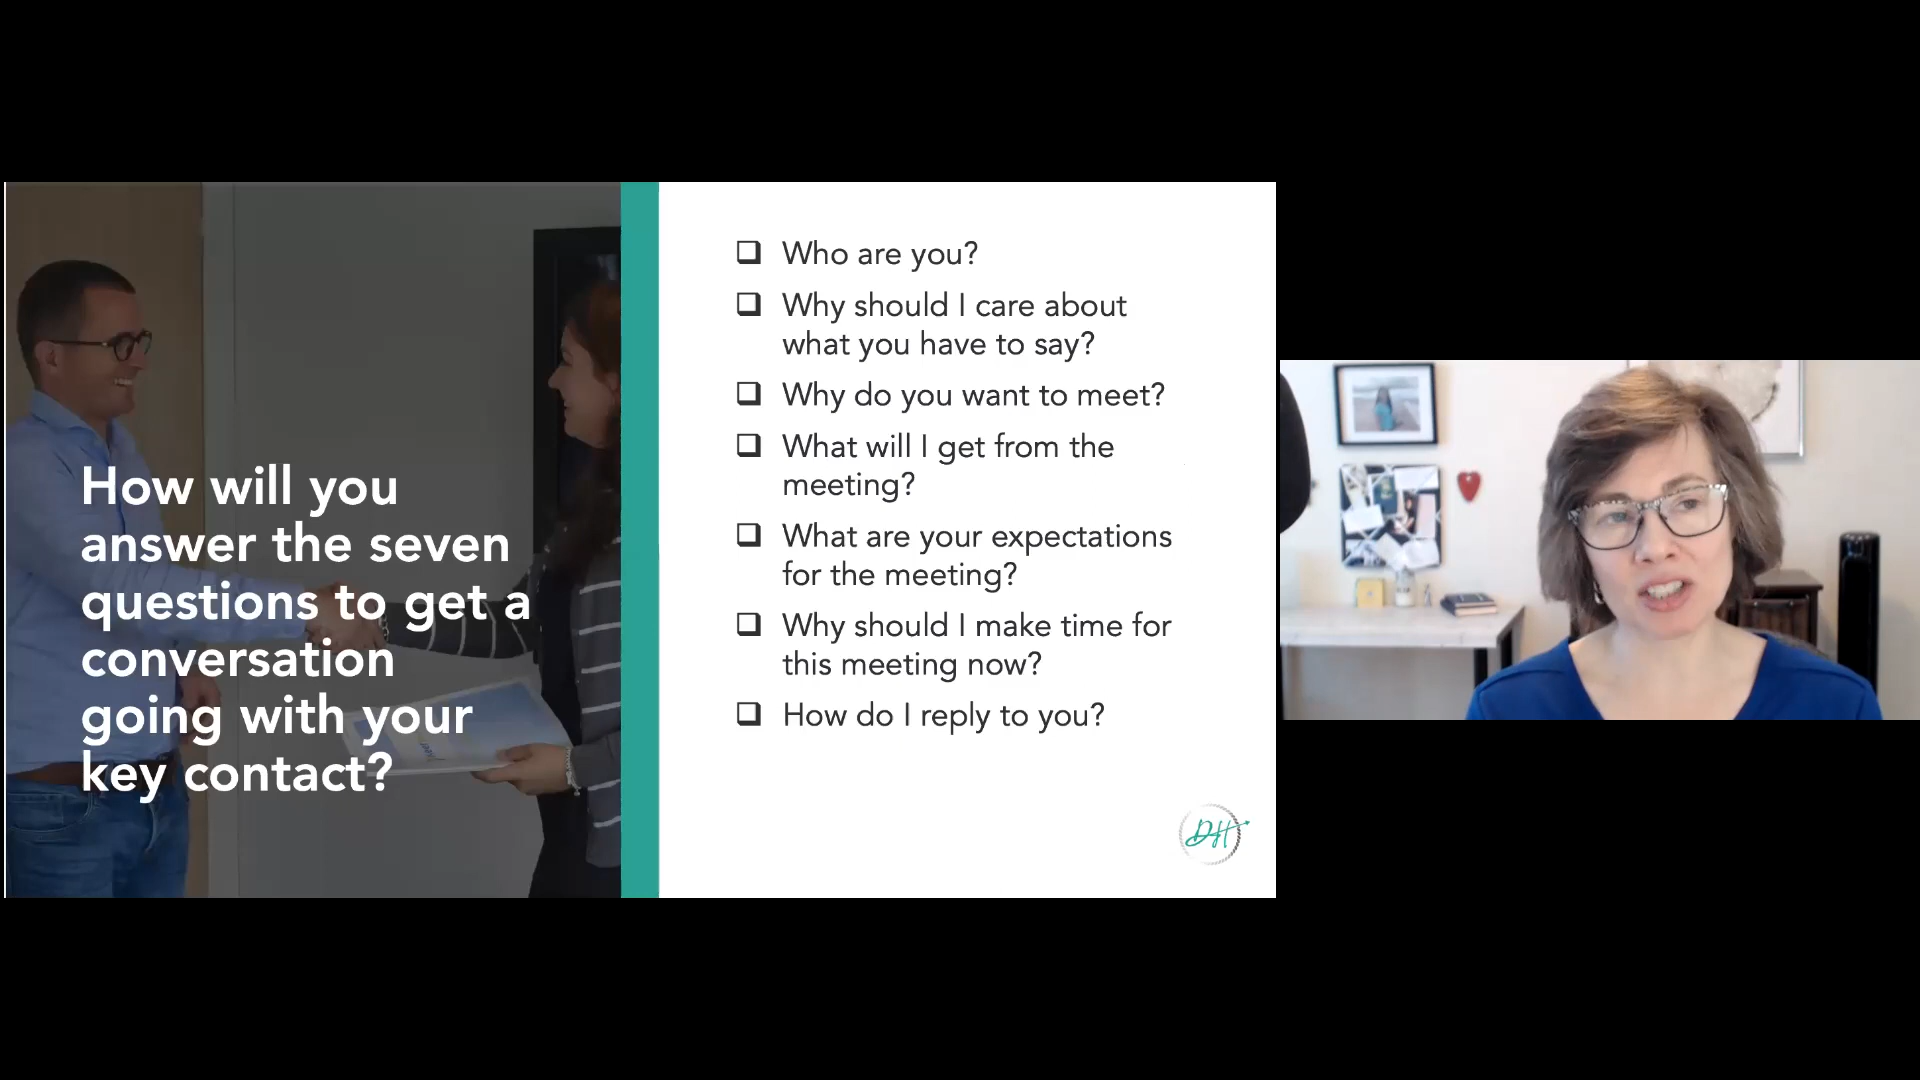 How will you
answer the seven
questions to get a
conversation
going with your
key contact?
❑ Who are you?
❑ Why should I care about
what you have to say?
❑ Why do you want to meet?
❑ What will I get from the
meeting?
❑ What are your expectations
for the meeting?
❑ Why should I make time for
this meeting now?
❑ How do I reply to you?
DH